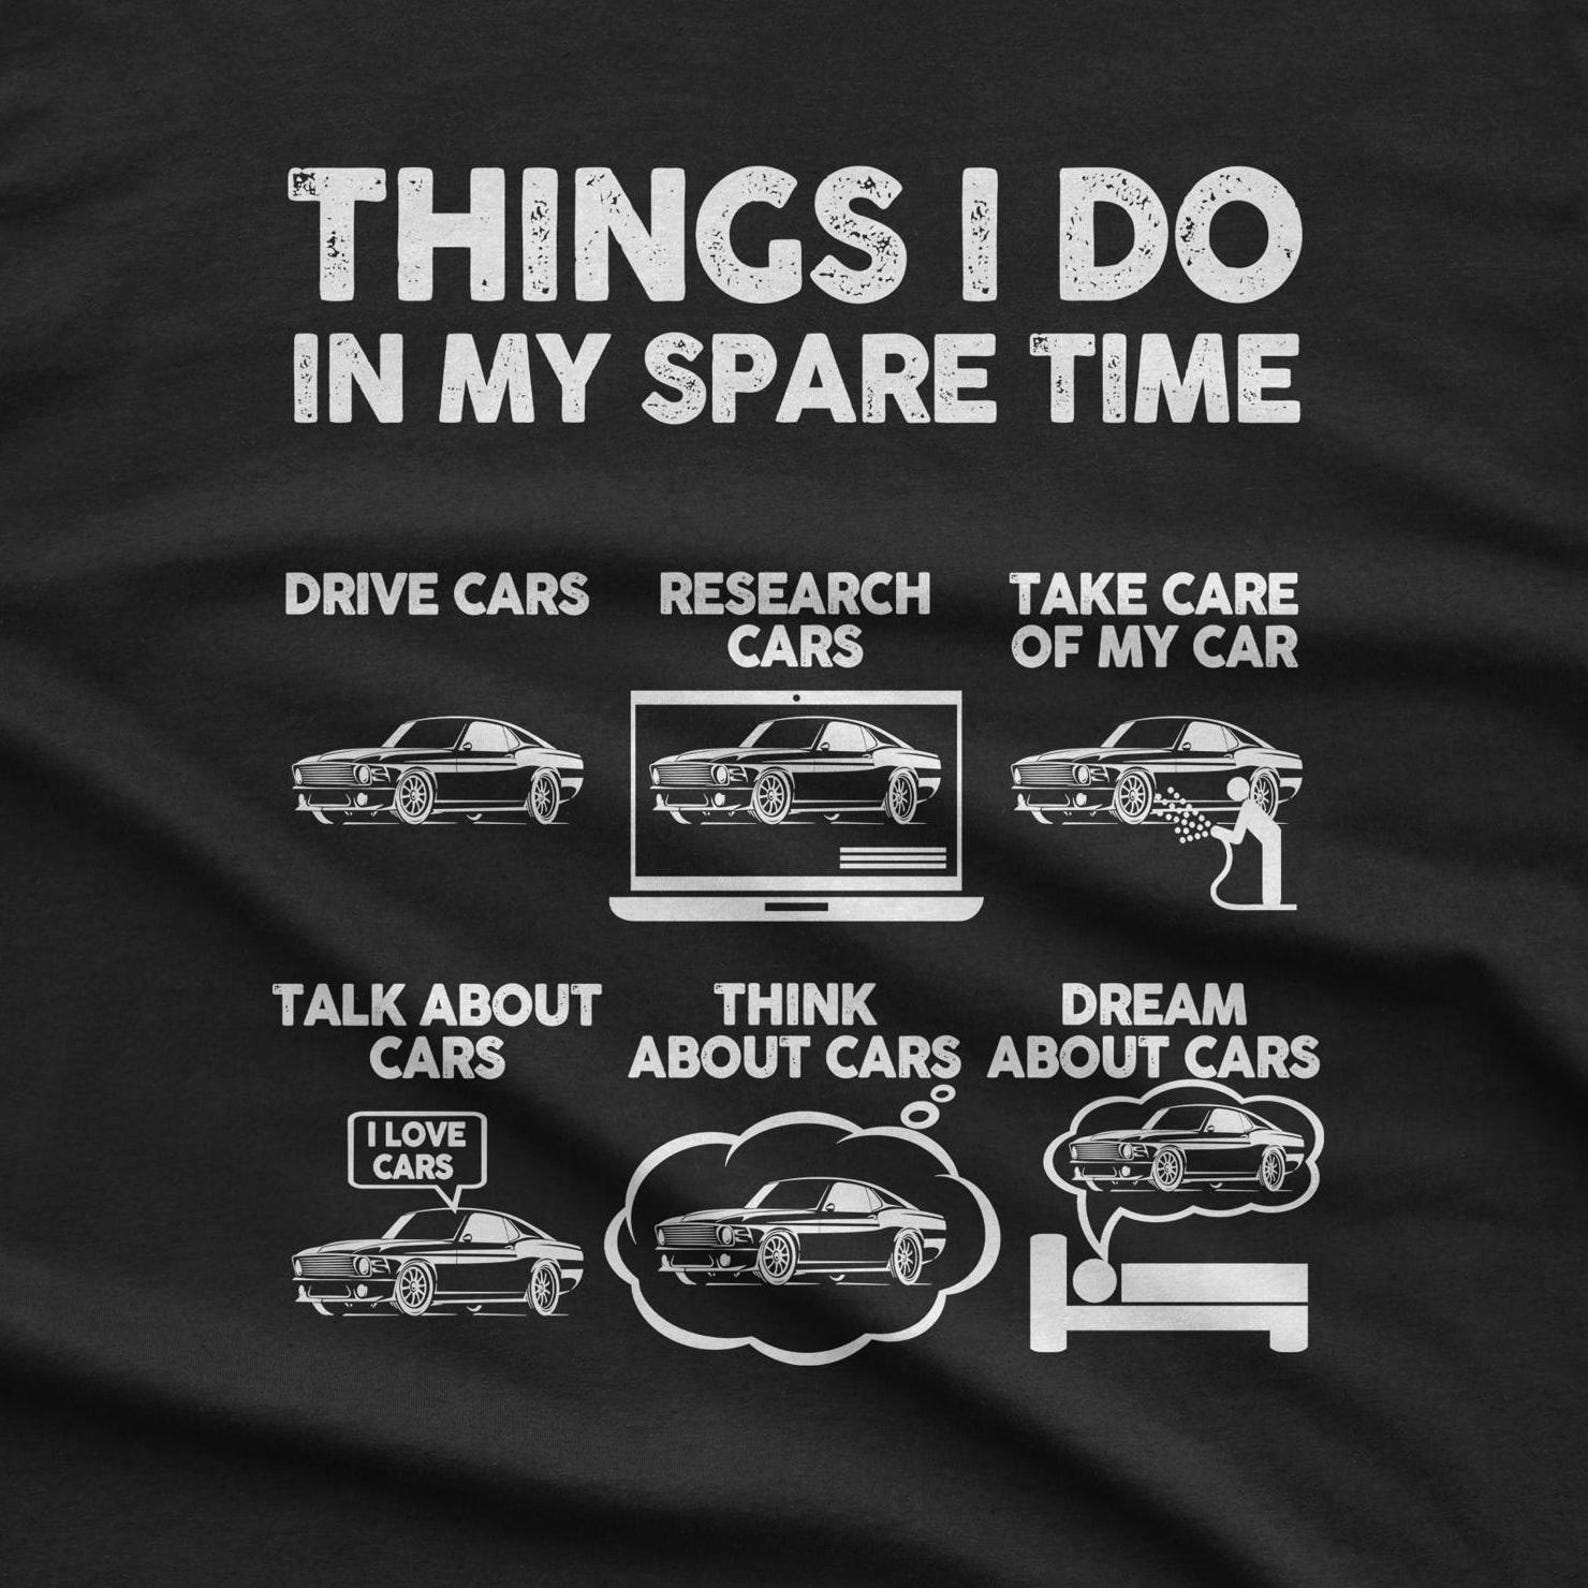 THINGS I DO
IN MY SPARE TIME
DRIVE CARS
RESEARCH
CARS
TAKE CARE
OF MY CAR
TALK ABOUT
CARS
I LOVE
CARS
THINK
ABOUT CARS
DREAM
ABOUT CARS